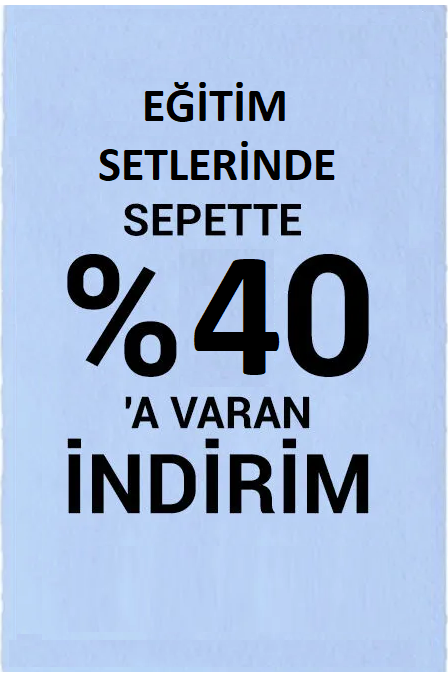 EĞİTİM
SETLERİNDE
SEPETTE
%40
'A VARAN
İNDİRİM